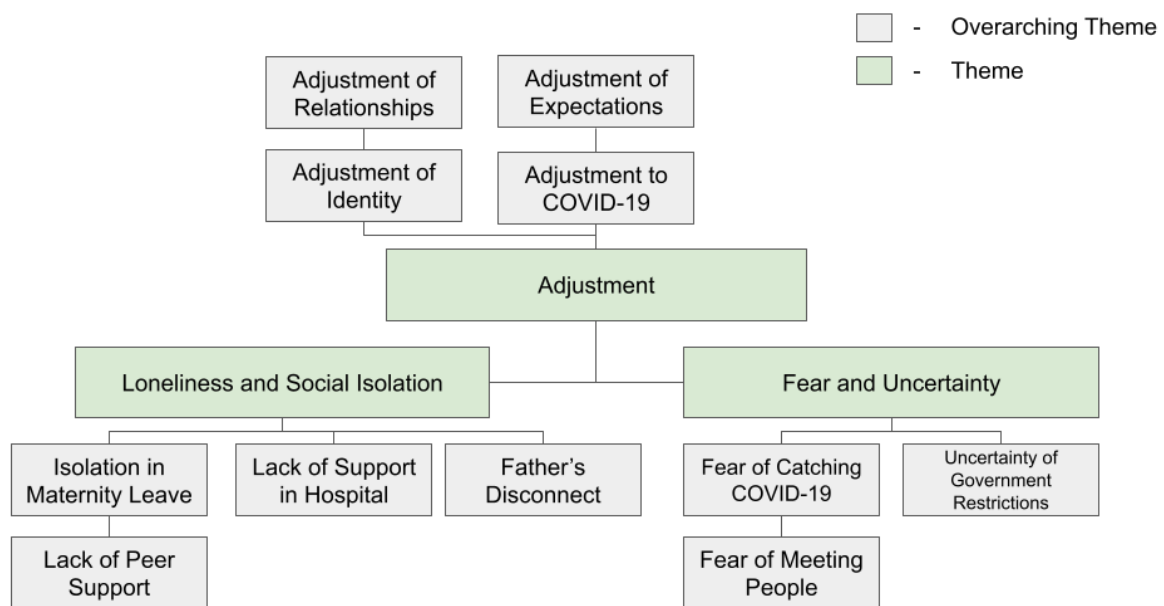 - Overarching Theme
- Theme
Adjustment of
Relationships
Adjustment of
Expectations
Adjustment of
Identity
Adjustment to
COVID-19
Adjustment
Loneliness and Social Isolation
Fear and Uncertainty
Isolation in
Maternity Leave
Lack of Support
in Hospital
Father’s
Disconnect
Fear of Catching
COVID-19
Uncertainty of
Government
Restrictions
Lack of Peer
Support
Fear of Meeting
People